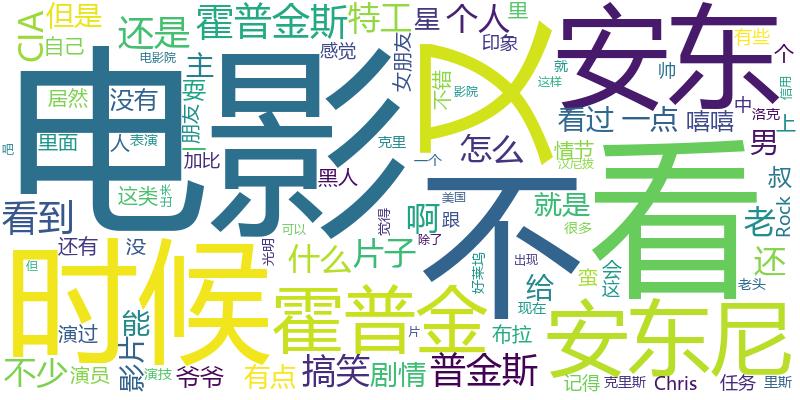 但是
还是
霍普金斯
特工
星
个人
里
有些
安东
CIA
自己
电影院
主
感觉
女朋友
印象
不错
影院
就
这样
帅
个
中
信用
居然
没有
朋友
耍
克里
看过
一点
嘻嘻
洛克
上
电影
又
里面
人
表演
怎么
情节
汉尼拔
男
吧
加比
黑人
一个
不
看
叔
这类
看到
啊
跟
美国
就是
很多
老
Rock
还有
没
光明
什么
片子
可以
觉得
除了
好莱坞
出现
给
现在
蛮
会
这
还
老头
但
时候
霍普金
安东尼
演过
能
影片
片
布拉
不少
演员
演技
爷爷
有点
搞笑
剧情
普金斯
记得
克里斯
Chris
任务
里斯